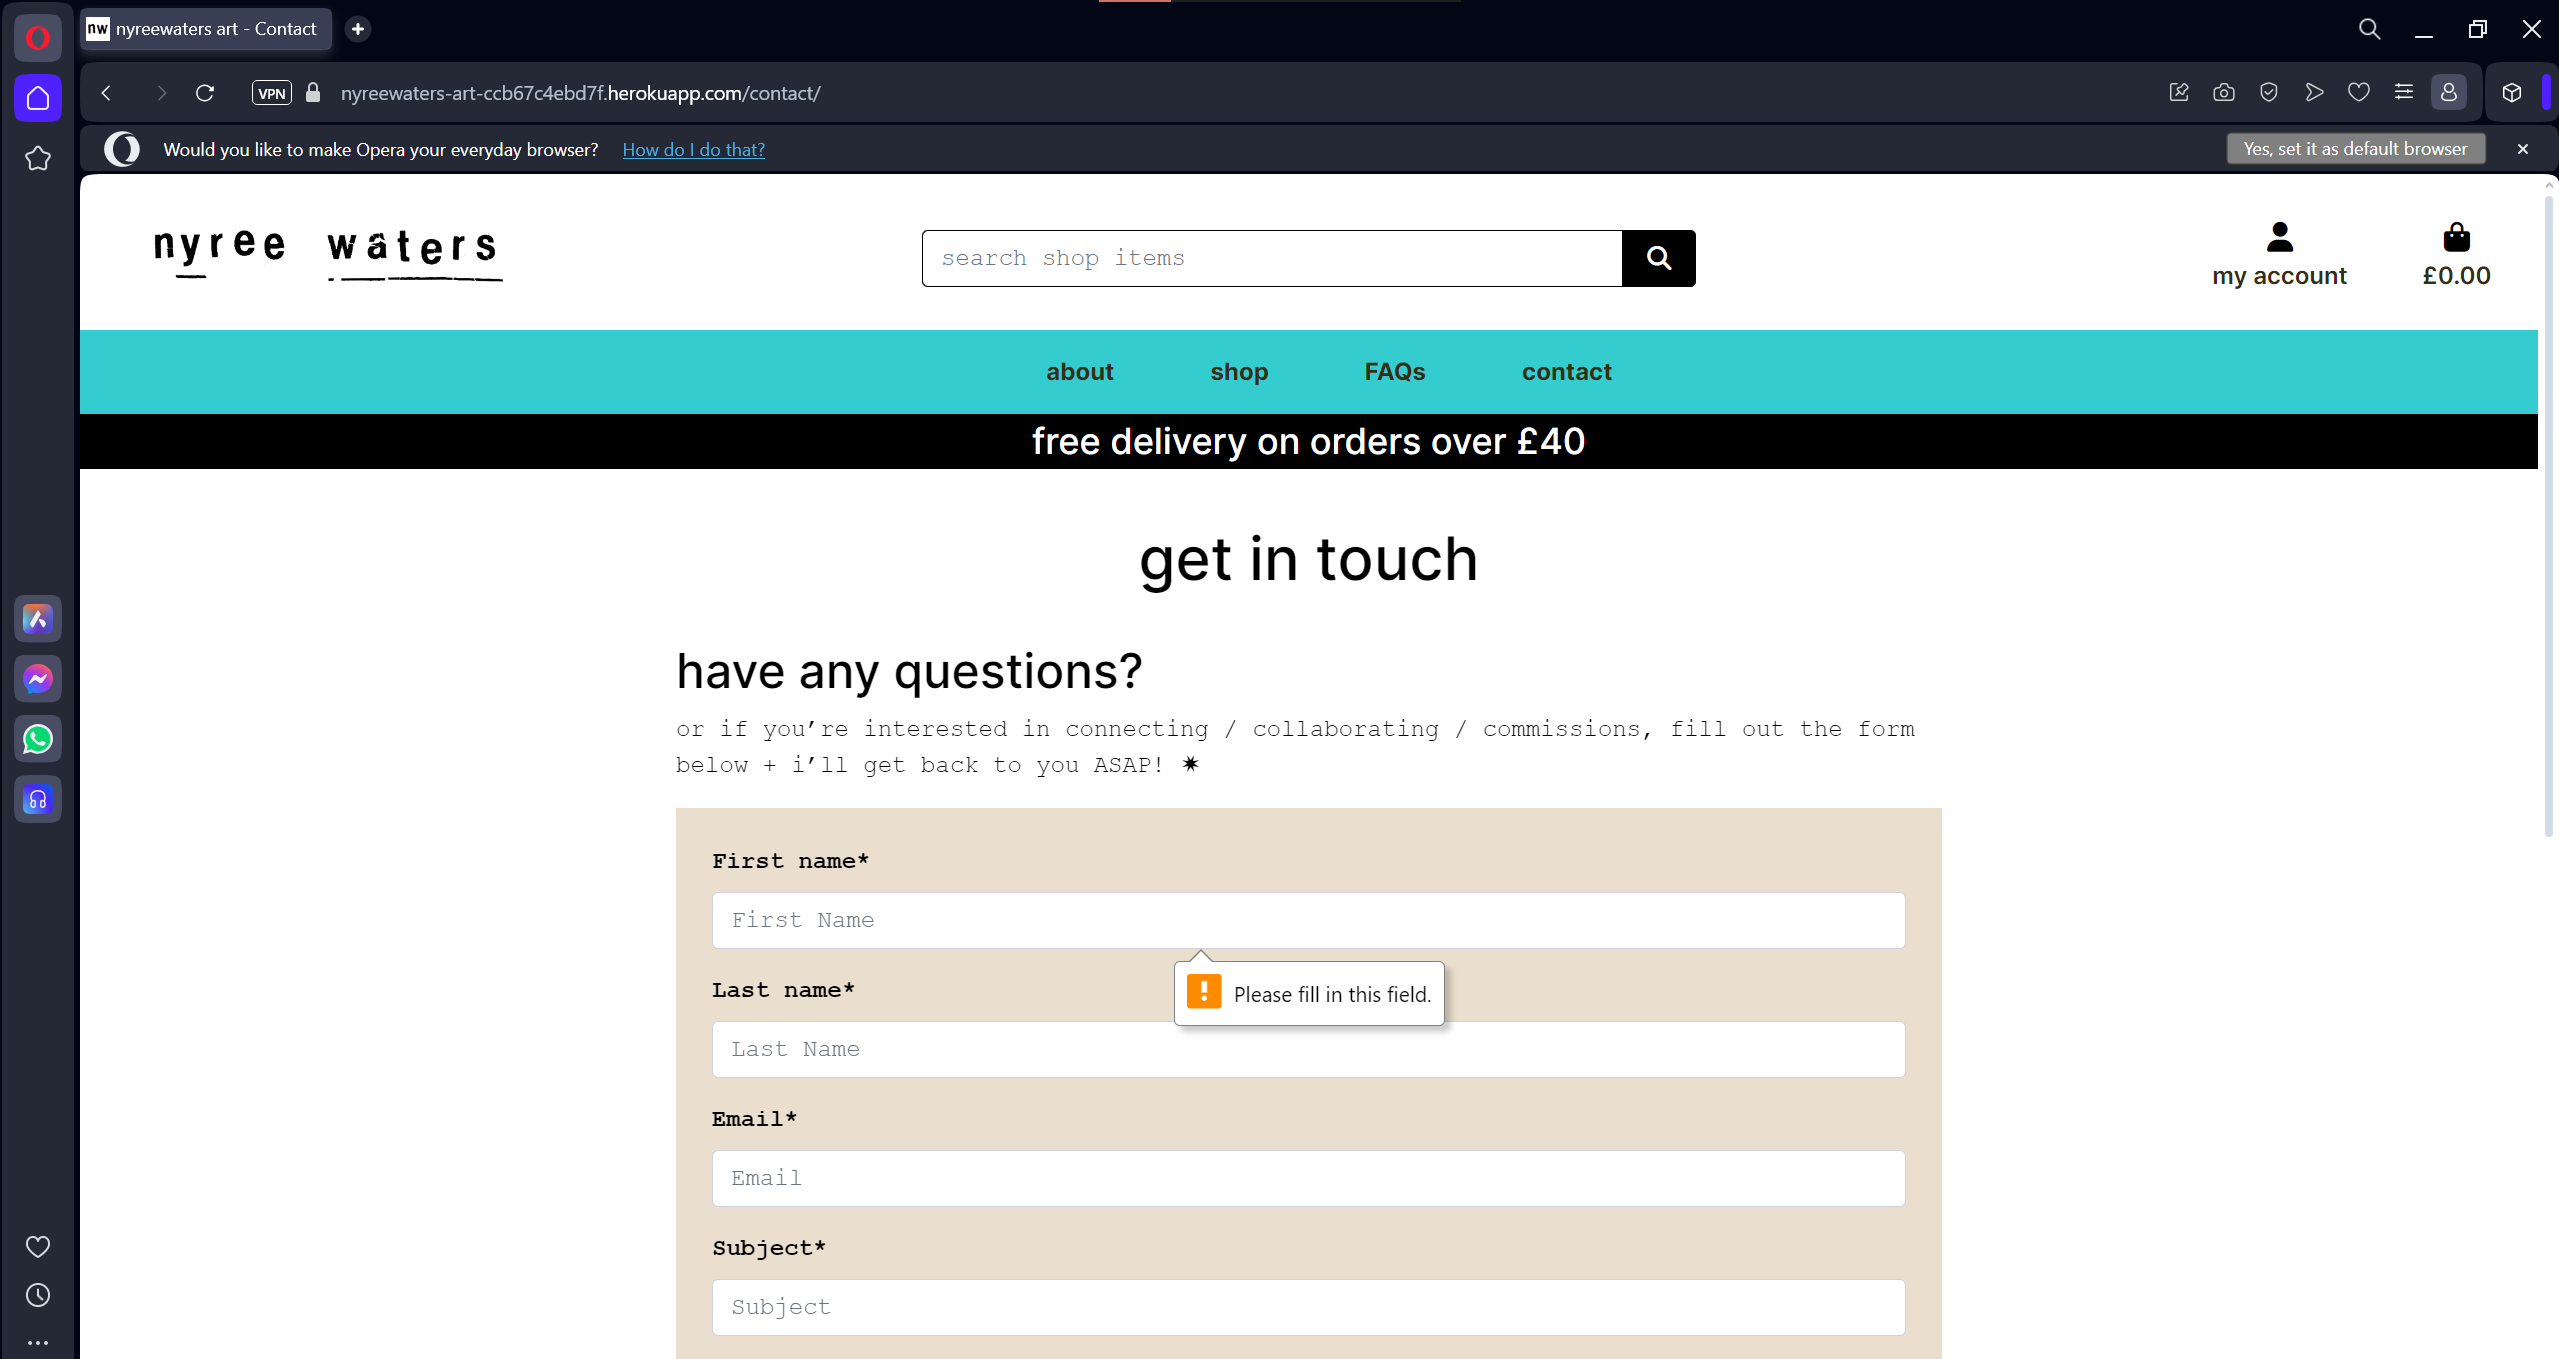 nw nyreewaters art - Contact
VPN nyreewaters-art-ccb67c4ebd7f.herokuapp.com/contact/
Would you like to make Opera your everyday browser? How do I do that? Yes, set it as default browser
nyree waters
search shop items
my account
£0.00
about shop FAQs contact
free delivery on orders over £40
get in touch
have any questions?
or if you’re interested in connecting / collaborating / commissions, fill out the form
below + i’ll get back to you ASAP! ✷
First name*
First Name
Please fill in this field.
Last name*
Last Name
Email*
Email
Subject*
Subject